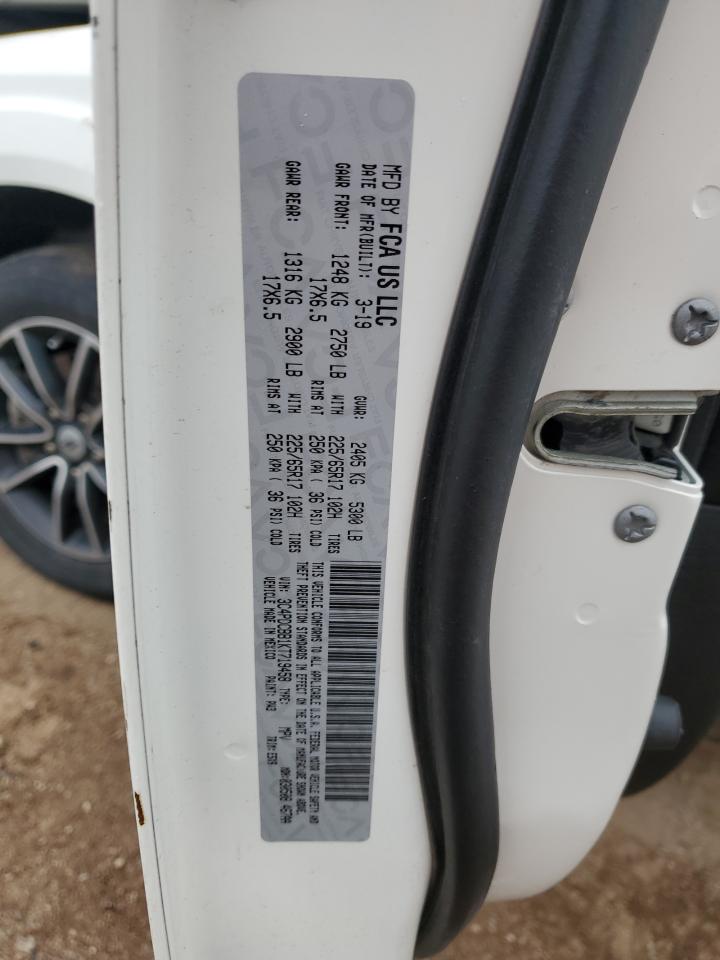 MFD BY FCA US LLC
DATE OF MFR(BUILT): 3-19 GVWR: 2405 KG 5300 LB
GAWR FRONT: 1248 KG 2750 LB WITH 225/65R17 102H TIRES
17X6.5 RIMS AT 250 KPA ( 36 PSI) COLD
GAWR REAR: 1316 KG 2900 LB WITH 225/65R17 102H TIRES
17X6.5 RIMS AT 250 KPA ( 36 PSI) COLD
THIS VEHICLE CONFORMS TO ALL APPLICABLE U.S.A. FEDERAL MOTOR VEHICLE SAFETY AND
THEFT PREVENTION STANDARDS IN EFFECT ON THE DATE OF MANUFACTURE SHOWN ABOVE.
VIN: 3C4PDCBB1KT719458 TYPE: MPV
VEHICLE MADE IN MEXICO PAINT: PW3 TRIM: